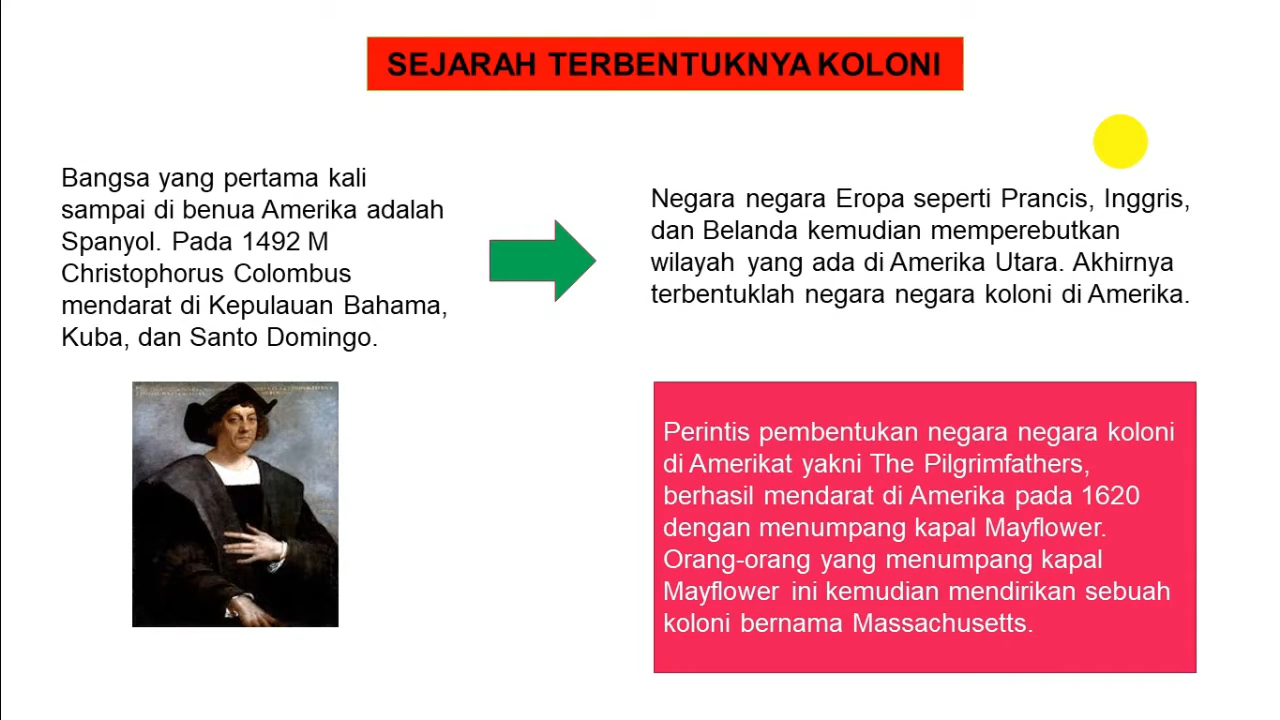 SEJARAH TERBENTUKNYA KOLONI
Bangsa yang pertama kali
sampai di benua Amerika adalah
Spanyol. Pada 1492 M
Christophorus Colombus
mendarat di Kepulauan Bahama,
Kuba, dan Santo Domingo.
Negara negara Eropa seperti Prancis, Inggris,
dan Belanda kemudian memperebutkan
wilayah yang ada di Amerika Utara. Akhirnya
terbentuklah negara negara koloni di Amerika.
Perintis pembentukan negara negara koloni
di Amerikat yakni The Pilgrimfathers,
berhasil mendarat di Amerika pada 1620
dengan menumpang kapal Mayflower.
Orang-orang yang menumpang kapal
Mayflower ini kemudian mendirikan sebuah
koloni bernama Massachusetts.